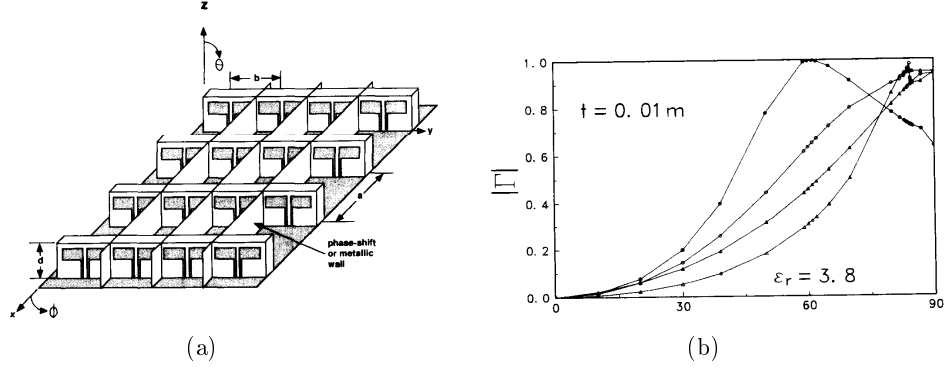 z
θ
b
y
a
d
phase-shift
or metallic
wall
x
ϕ
(a)
|Γ|
1.0
0.8
0.6
0.4
0.2
0.0
t = 0.01 m
εr = 3.8
0
30
60
90
(b)